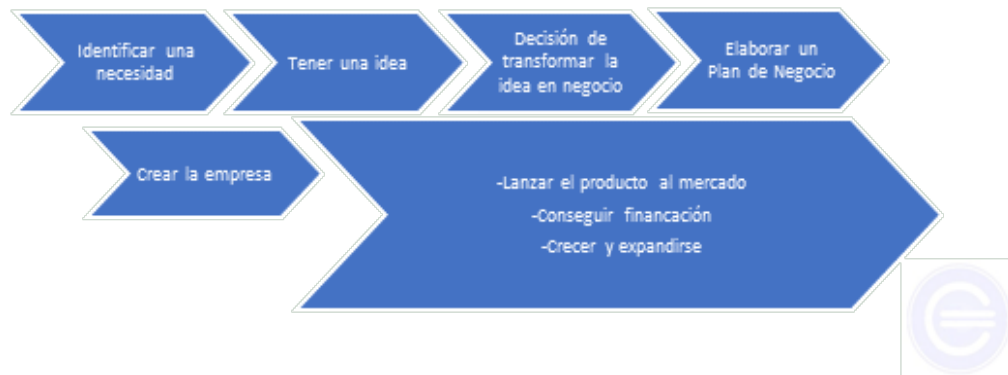 Identificar una
necesidad
Tener una idea
Decisión de
transformar la
idea en negocio
Elaborar un
Plan de Negocio
Crear la empresa
-Lanzar el producto al mercado
-Conseguir financación
-Crecer y expandirse